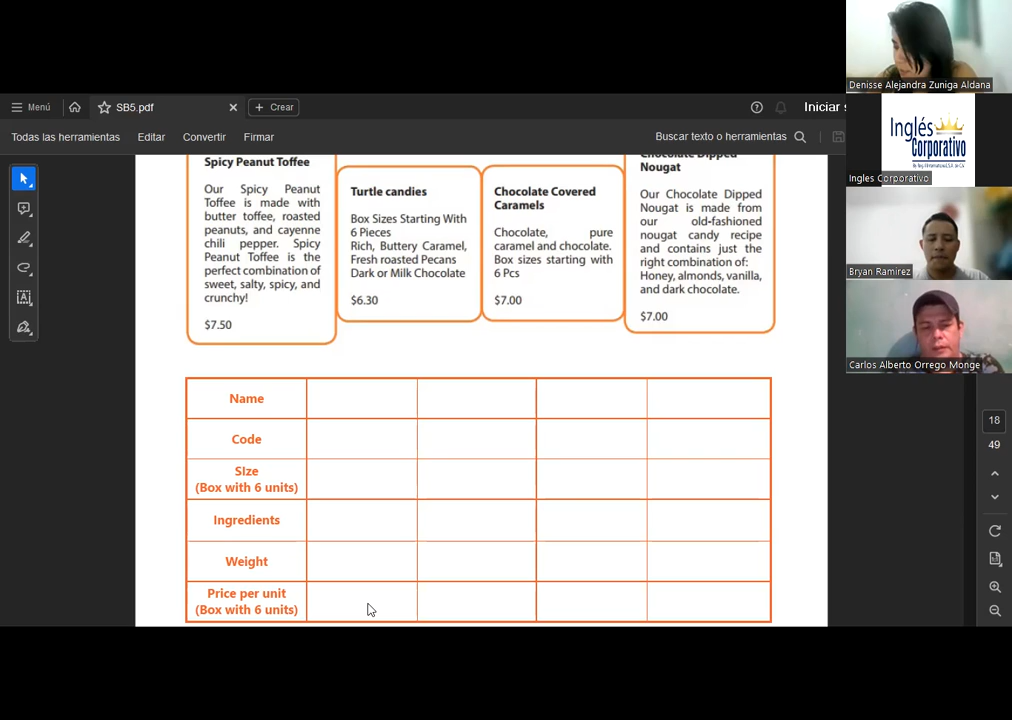 Denisse Alejandra Zuniga Aldana
Menú
SB5.pdf
Crear
Iniciar s
Todas las herramientas
Editar
Convertir
Firmar
Buscar texto o herramientas
Inglés
Corporativo
Ingles Corporativo
Bryan Ramirez
Carlos Alberto Orrego Monge
Spicy Peanut Toffee
Our Spicy Peanut
Toffee is made with
butter toffee, roasted
peanuts, and cayenne
chili pepper. Spicy
Peanut Toffee is the
perfect combination of
sweet, salty, spicy, and
crunchy!
$7.50
Turtle candies
Box Sizes Starting With
6 Pieces
Rich, Buttery Caramel,
Fresh roasted Pecans
Dark or Milk Chocolate
$6.30
Chocolate Covered
Caramels
Chocolate, pure
caramel and chocolate.
Box sizes starting with
6 Pcs
$7.00
Chocolate Dipped
Nougat
Our Chocolate Dipped
Nougat is made from
our old-fashioned
nougat candy recipe
and contains just the
right combination of:
Honey, almonds, vanilla,
and dark chocolate.
$7.00
Name
Code
SIze
(Box with 6 units)
Ingredients
Weight
Price per unit
(Box with 6 units)
18
49